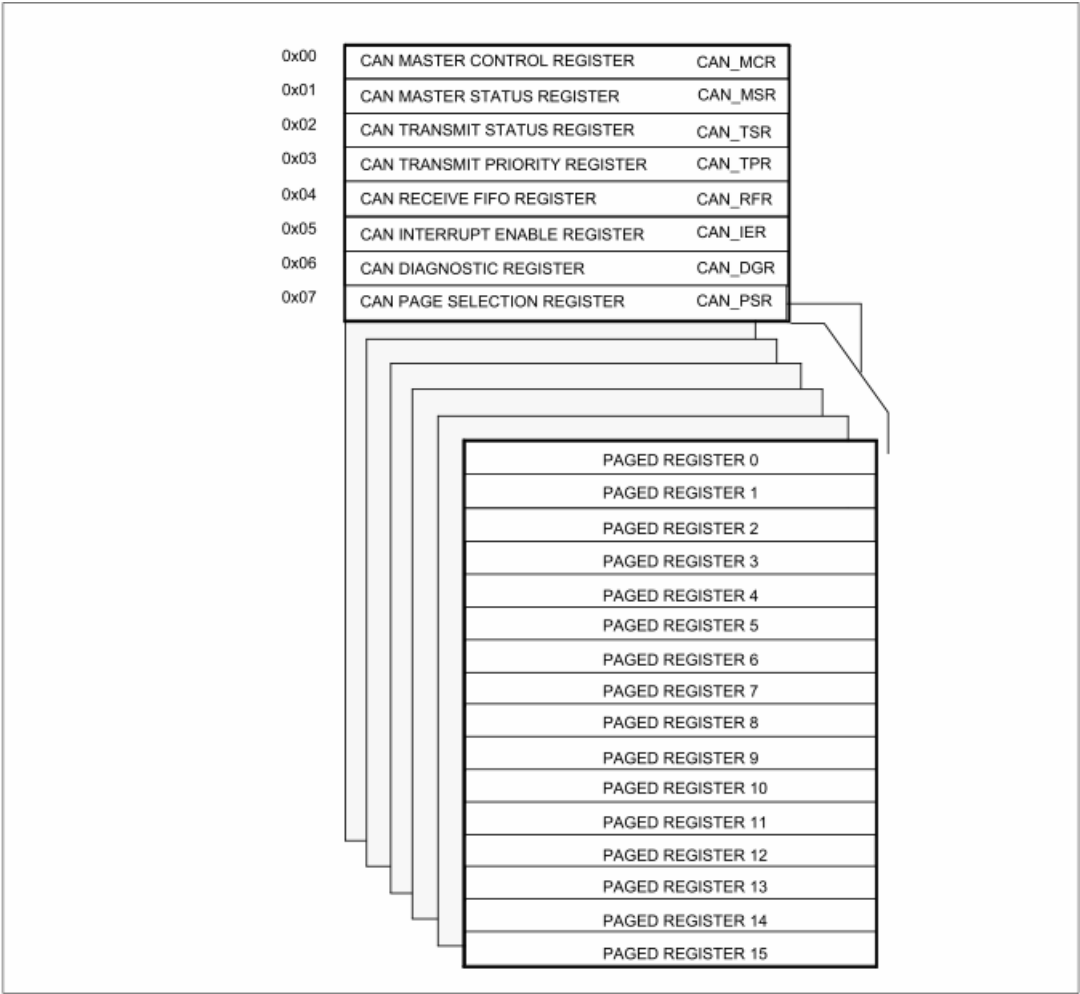 0x00 CAN MASTER CONTROL REGISTER CAN_MCR
0x01 CAN MASTER STATUS REGISTER CAN_MSR
0x02 CAN TRANSMIT STATUS REGISTER CAN_TSR
0x03 CAN TRANSMIT PRIORITY REGISTER CAN_TPR
0x04 CAN RECEIVE FIFO REGISTER CAN_RFR
0x05 CAN INTERRUPT ENABLE REGISTER CAN_IER
0x06 CAN DIAGNOSTIC REGISTER CAN_DGR
0x07 CAN PAGE SELECTION REGISTER CAN_PSR
PAGED REGISTER 0
PAGED REGISTER 1
PAGED REGISTER 2
PAGED REGISTER 3
PAGED REGISTER 4
PAGED REGISTER 5
PAGED REGISTER 6
PAGED REGISTER 7
PAGED REGISTER 8
PAGED REGISTER 9
PAGED REGISTER 10
PAGED REGISTER 11
PAGED REGISTER 12
PAGED REGISTER 13
PAGED REGISTER 14
PAGED REGISTER 15